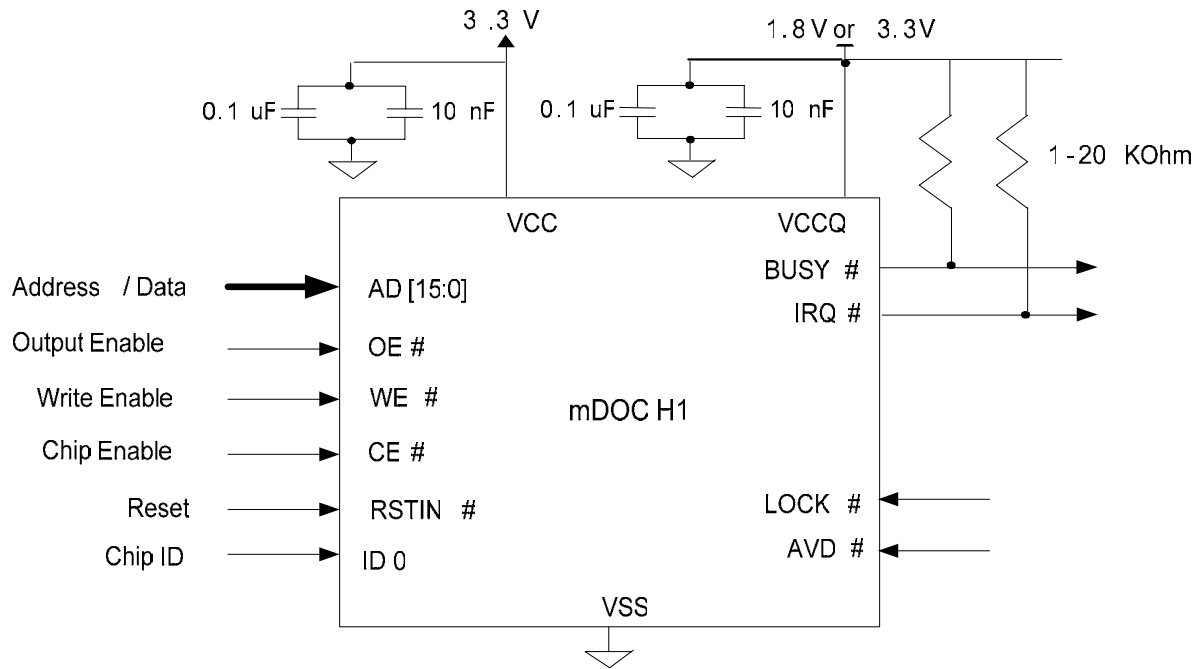 3 .3 V
1.8V or 3.3V
0.1 uF
10 nF
0.1 uF
10 nF
1-20 KOhm
VCC
VCCQ
BUSY #
Address / Data
AD [15:0]
IRQ #
Output Enable
OE #
Write Enable
WE #
mDOC H1
Chip Enable
CE #
Reset
RSTIN #
LOCK #
Chip ID
ID 0
AVD #
VSS